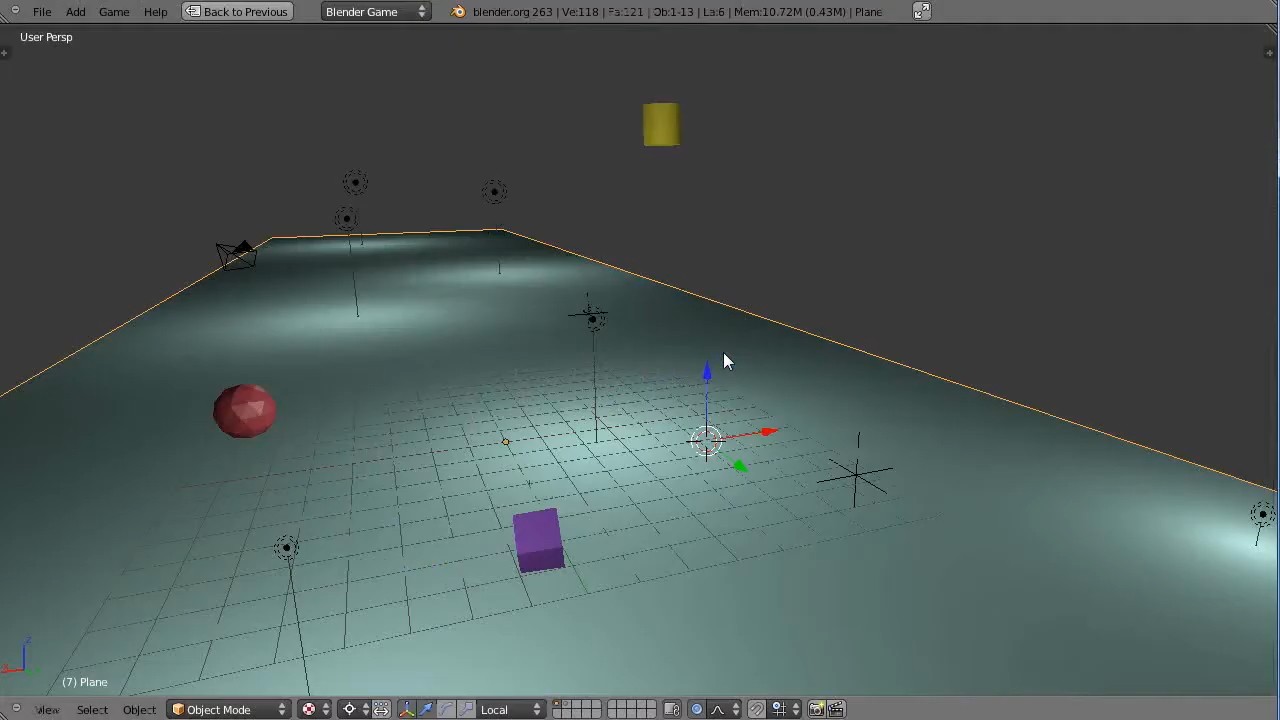 File Add Game Help Back to Previous Blender Game blender.org 263 | Ve:118 | Fa:121 | Ob:1-13 | La:6 | Mem:10.72M (0.43M) | Plane
User Persp
z
(7) Plane
View Select Object Object Mode Local